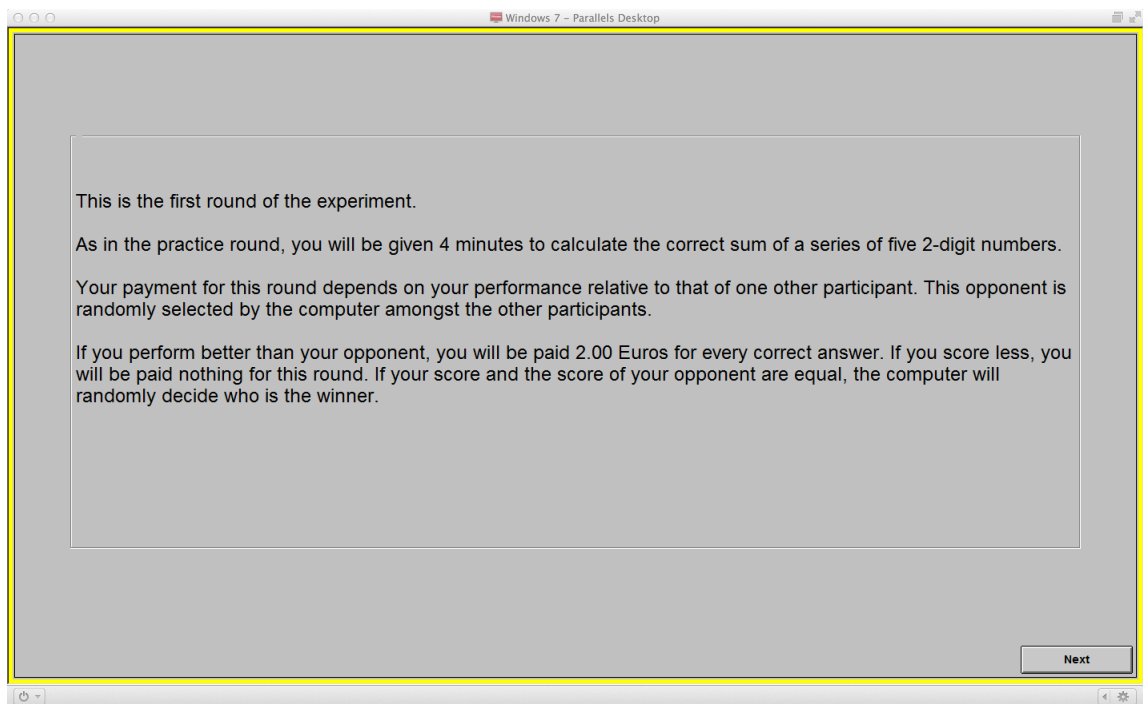 Windows 7 – Parallels Desktop
This is the first round of the experiment.
As in the practice round, you will be given 4 minutes to calculate the correct sum of a series of five 2-digit numbers.
Your payment for this round depends on your performance relative to that of one other participant. This opponent is
randomly selected by the computer amongst the other participants.
If you perform better than your opponent, you will be paid 2.00 Euros for every correct answer. If you score less, you
will be paid nothing for this round. If your score and the score of your opponent are equal, the computer will
randomly decide who is the winner.
Next